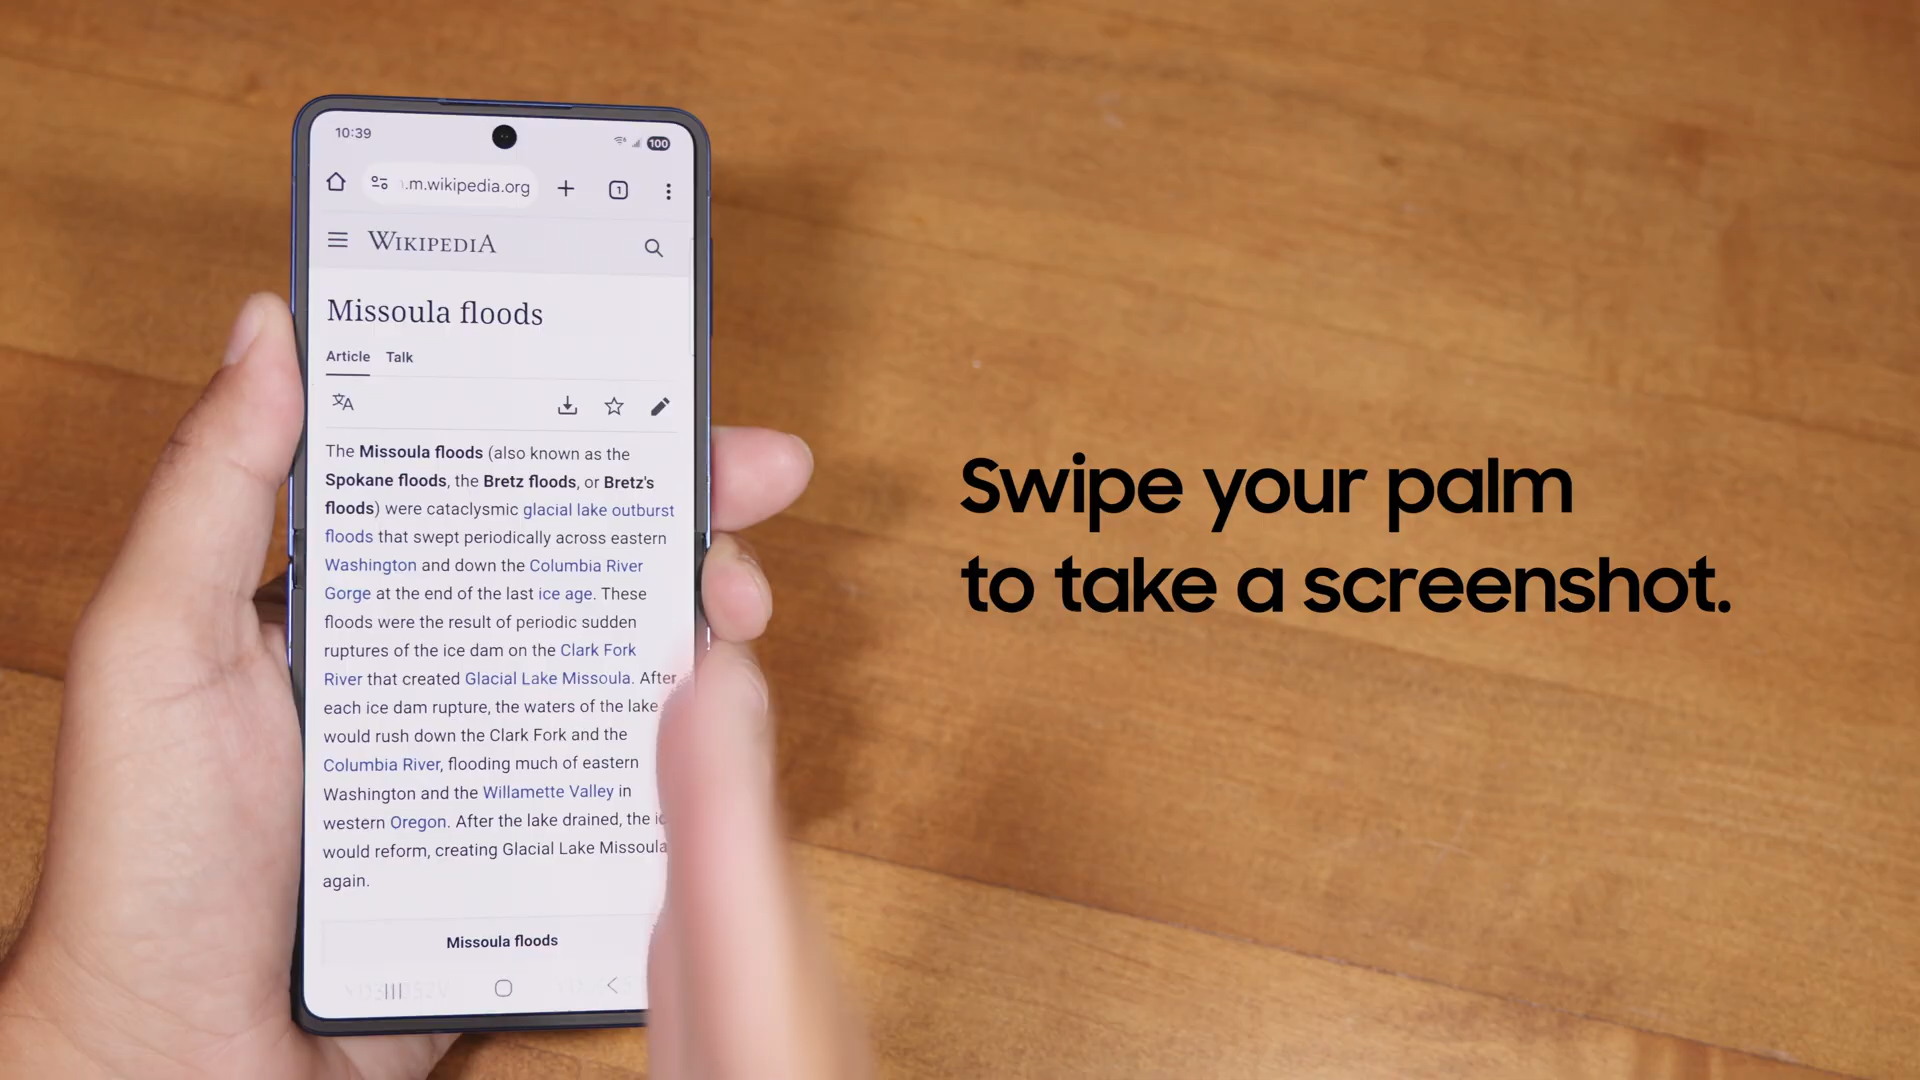 10:39
100
.m.wikipedia.org
1
WIKIPEDIA
Missoula floods
Article Talk
The Missoula floods (also known as the
Spokane floods, the Bretz floods, or Bretz's
floods) were cataclysmic glacial lake outburst
floods that swept periodically across eastern
Washington and down the Columbia River
Gorge at the end of the last ice age. These
floods were the result of periodic sudden
ruptures of the ice dam on the Clark Fork
River that created Glacial Lake Missoula. After
each ice dam rupture, the waters of the lake
would rush down the Clark Fork and the
Columbia River, flooding much of eastern
Washington and the Willamette Valley in
western Oregon. After the lake drained, the
would reform, creating Glacial Lake Missoula
again.
Missoula floods
Swipe your palm
to take a screenshot.